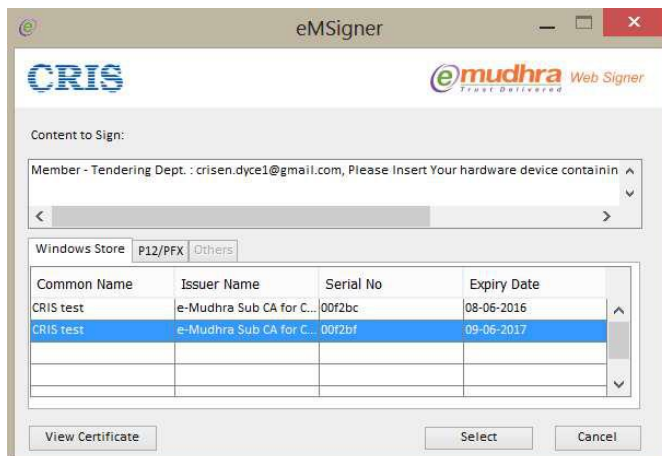 eMSigner
CRIS
emudhra Web Signer
Trust Delivered
Content to Sign:
Member - Tendering Dept. : crisen.dyce1@gmail.com, Please Insert Your hardware device containin
Windows Store P12/PFX Others
Common Name Issuer Name Serial No Expiry Date
CRIS test e-Mudhra Sub CA for C... 00f2bc 08-06-2016
CRIS test e-Mudhra Sub CA for C... 00f2bf 09-06-2017
View Certificate Select Cancel